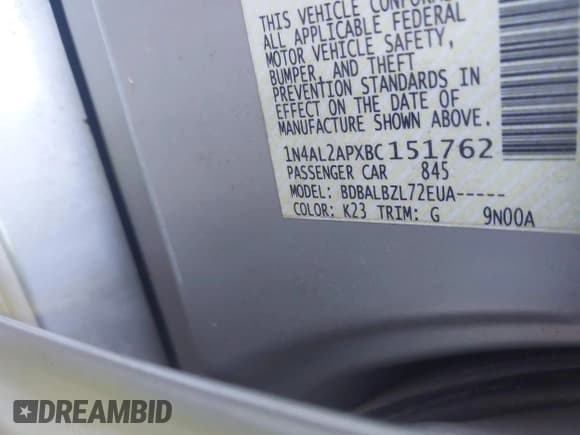 THIS VEHICLE CONFOR
ALL APPLICABLE FEDERAL
MOTOR VEHICLE SAFETY,
BUMPER, AND THEFT
PREVENTION STANDARDS IN
EFFECT ON THE DATE OF
MANUFACTURE SHOWN ABOVE.
1N4AL2APXBC151762
PASSENGER CAR 845
MODEL: BDBALBZL72EUA-----
COLOR: K23 TRIM: G 9N00A
DREAMBID